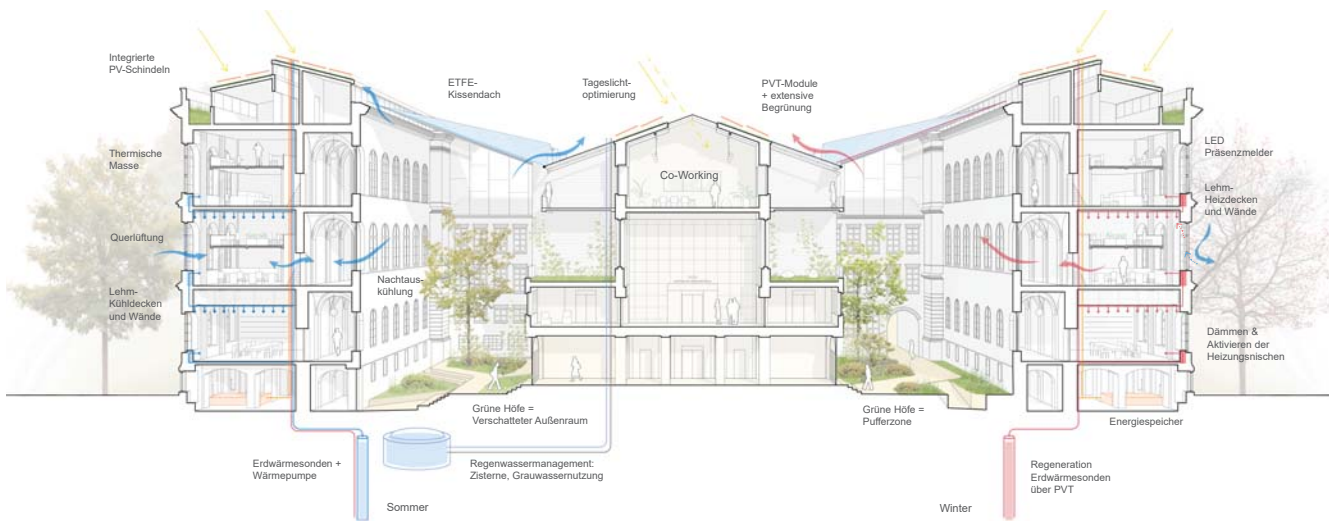 Integrierte
PV-Schindeln
ETFE-
Kissendach
Tageslicht-
optimierung
PVT-Module
+ extensive
Begrünung
Thermische
Masse
LED
Präsenzmelder
Co-Working
Lehm-
Heizdecken
und Wände
Querlüftung
Nachtaus-
kühlung
Lehm-
Kühldecken
und Wände
Dämmen &
Aktivieren der
Heizungsnischen
Grüne Höfe =
Verschatteter Außenraum
Grüne Höfe =
Pufferzone
Energiespeicher
Erdwärmesonden +
Wärmepumpe
Regenwassermanagement:
Zisterne, Grauwassernutzung
Regeneration
Erdwärmesonden
über PVT
Sommer
Winter